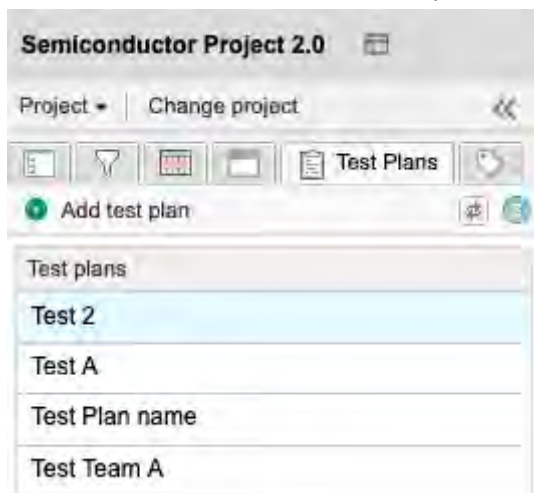 Semiconductor Project 2.0
Project Change project
Test Plans
Add test plan
Test plans
Test 2
Test A
Test Plan name
Test Team A